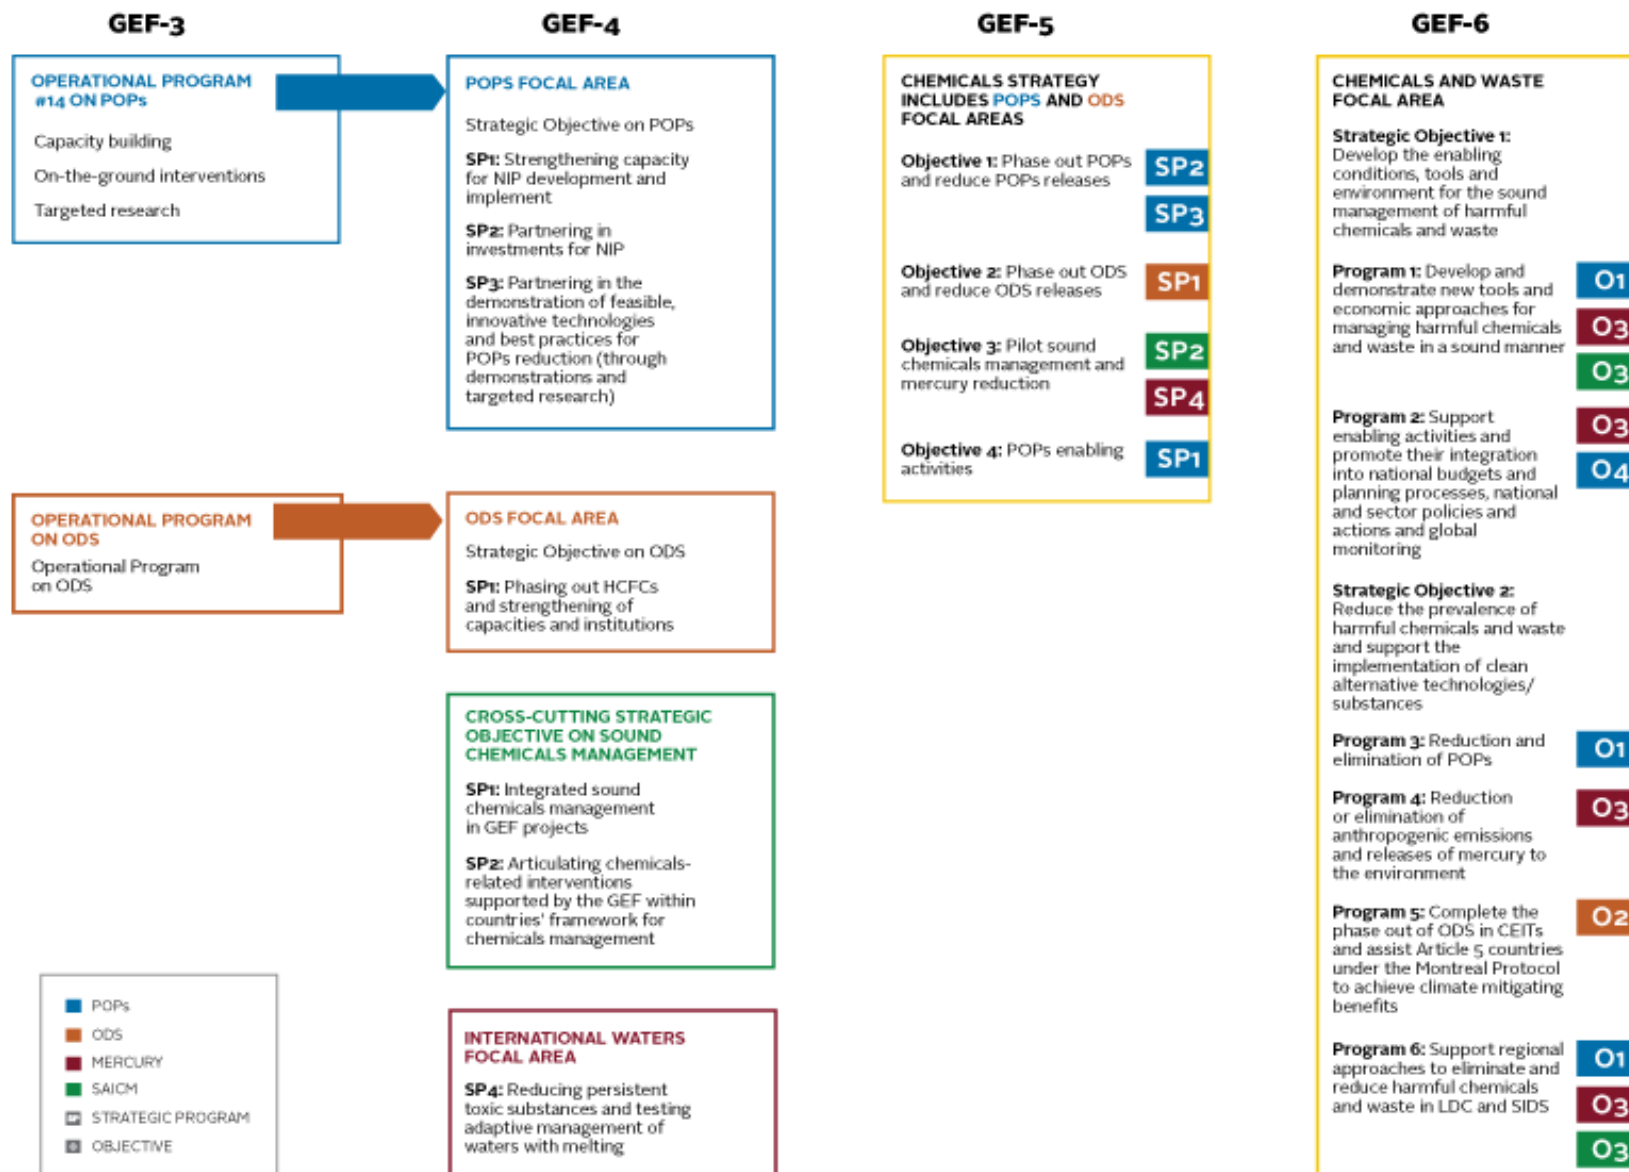 GEF-3
OPERATIONAL PROGRAM
#14 ON POPs
Capacity building
On-the-ground interventions
Targeted research
OPERATIONAL PROGRAM
ON ODS
Operational Program
on ODS
POPs
ODS
MERCURY
SAICM
STRATEGIC PROGRAM
OBJECTIVE
GEF-4
POPS FOCAL AREA
Strategic Objective on POPs
SP1: Strengthening capacity
for NIP development and
implement
SP2: Partnering in
investments for NIP
SP3: Partnering in the
demonstration of feasible,
innovative technologies
and best practices for
POPs reduction (through
demonstrations and
targeted research)
ODS FOCAL AREA
Strategic Objective on ODS
SP1: Phasing out HCFCs
and strengthening of
capacities and institutions
CROSS-CUTTING STRATEGIC
OBJECTIVE ON SOUND
CHEMICALS MANAGEMENT
SP1: Integrated sound
chemicals management
in GEF projects
SP2: Articulating chemicals-
related interventions
supported by the GEF within
countries' framework for
chemicals management
INTERNATIONAL WATERS
FOCAL AREA
SP4: Reducing persistent
toxic substances and testing
adaptive management of
waters with melting
GEF-5
CHEMICALS STRATEGY
INCLUDES POPS AND ODS
FOCAL AREAS
Objective 1: Phase out POPs
and reduce POPs releases
SP2
SP3
Objective 2: Phase out ODS
and reduce ODS releases
SP1
Objective 3: Pilot sound
chemicals management and
mercury reduction
SP2
SP4
Objective 4: POPs enabling
activities
SP1
GEF-6
CHEMICALS AND WASTE
FOCAL AREA
Strategic Objective 1:
Develop the enabling
conditions, tools and
environment for the sound
management of harmful
chemicals and waste
Program 1: Develop and
demonstrate new tools and
economic approaches for
managing harmful chemicals
and waste in a sound manner
O1
O3
O3
Program 2: Support
enabling activities and
promote their integration
into national budgets and
planning processes, national
and sector policies and
actions and global
monitoring
O3
O4
Strategic Objective 2:
Reduce the prevalence of
harmful chemicals and waste
and support the
implementation of clean
alternative technologies/
substances
Program 3: Reduction and
elimination of POPs
O1
Program 4: Reduction
or elimination of
anthropogenic emissions
and releases of mercury to
the environment
O3
Program 5: Complete the
phase out of ODS in CEITs
and assist Article 5 countries
under the Montreal Protocol
to achieve climate mitigating
benefits
O2
Program 6: Support regional
approaches to eliminate and
reduce harmful chemicals
and waste in LDC and SIDS
O1
O3
O3